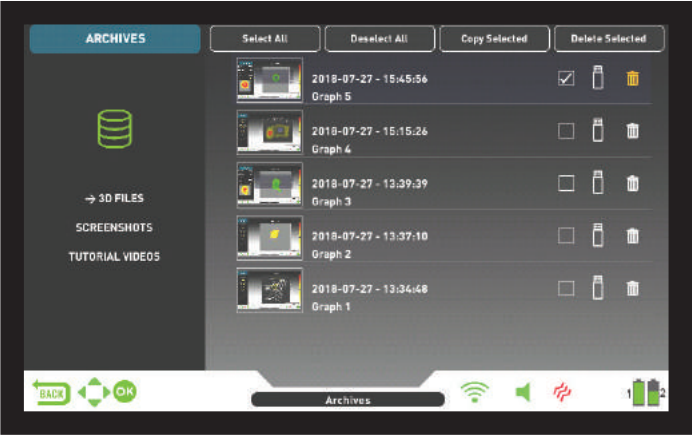 ARCHIVES
Select All
Deselect All
Copy Selected
Delete Selected
2018-07-27 - 15:45:56
Graph 5
2018-07-27 - 15:15:26
Graph 4
2018-07-27 - 13:39:39
Graph 3
2018-07-27 - 13:37:10
Graph 2
2018-07-27 - 13:34:48
Graph 1
→ 3D FILES
SCREENSHOTS
TUTORIAL VIDEOS
BACK
OK
Archives
1
2